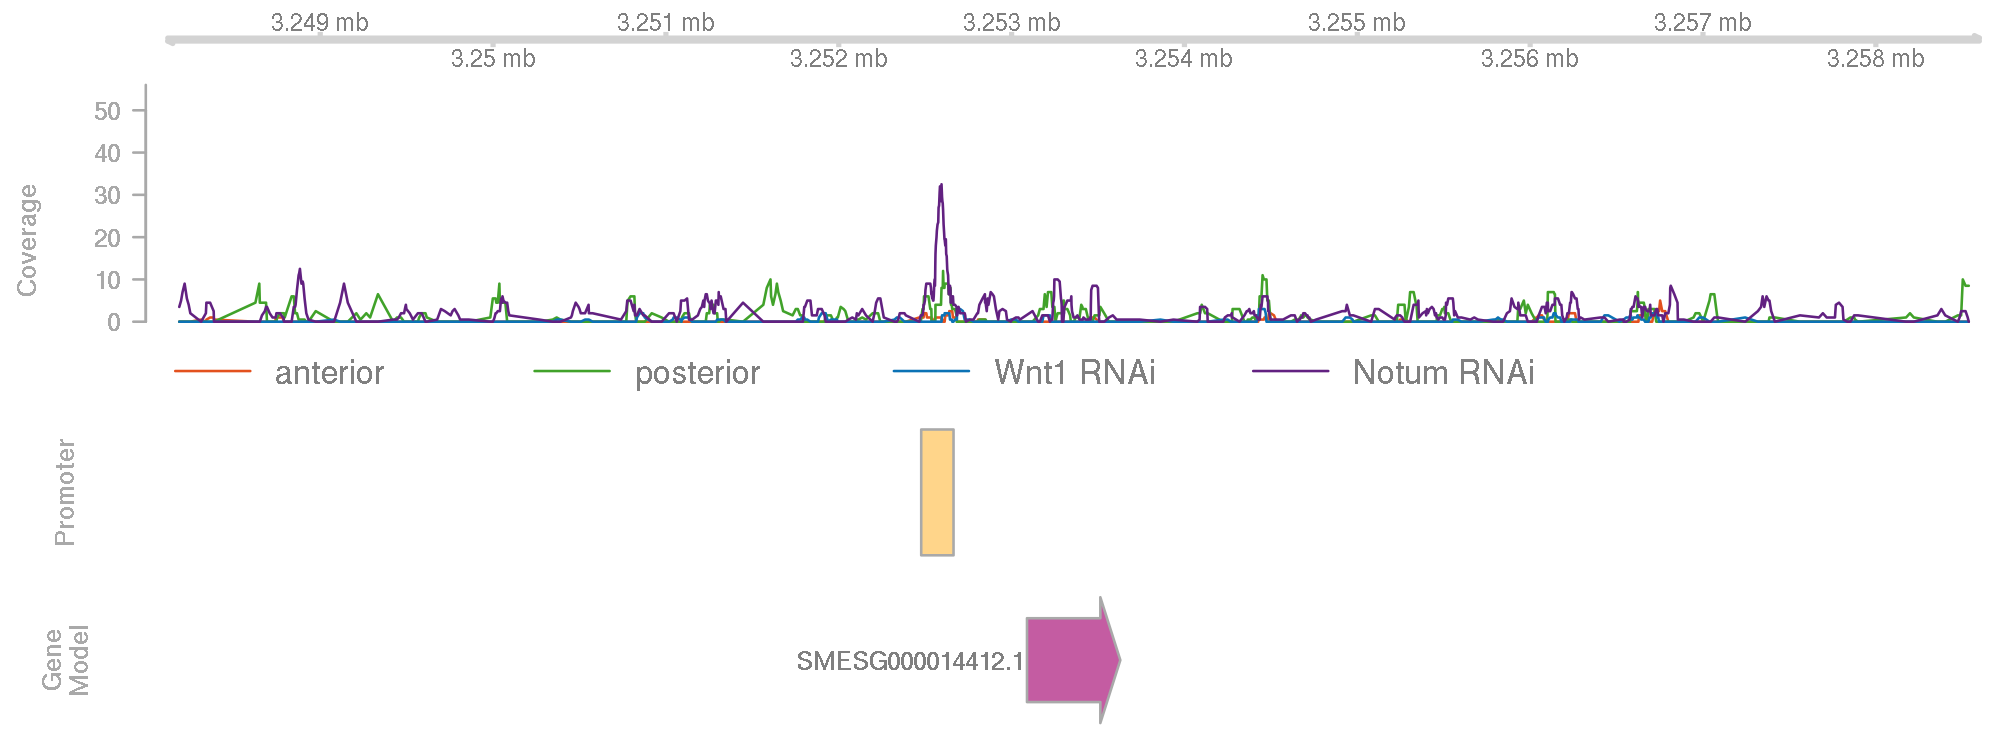 3.249 mb 3.251 mb 3.253 mb 3.255 mb 3.257 mb
3.25 mb 3.252 mb 3.254 mb 3.256 mb 3.258 mb
Coverage
50
40
30
20
10
0
anterior posterior Wnt1 RNAi Notum RNAi
Promoter
Gene
Model
SMESG000014412.1